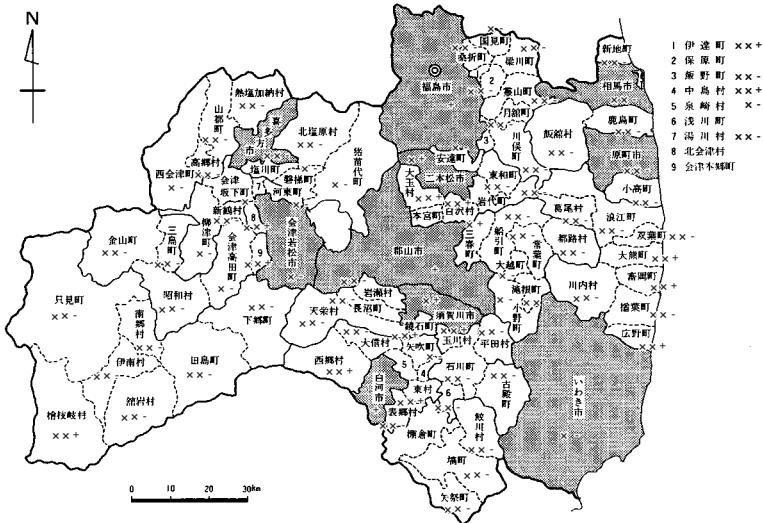 N
1 伊達町 ××+
2 保原町
3 飯野町 ××-
4 中島村 ××+
5 泉崎村 ×-
6 浅川町
7 湯川村 ××-
8 北会津村
9 会津本郷町
国見町
桑折町
梁川町
新地町
福島市
2
霊山町
相馬市
月舘町
鹿島町
3
川俣町
飯舘村
原町市
熱塩加納村
山都町
喜多方市
北塩原村
猪苗代町
高郷村
西会津町
塩川町
会津坂下町
7
磐梯町
河東町
安達町
二本松市
大玉村
本宮町
白沢村
東和町
岩代町
小高町
浪江町
葛尾村
双葉町 ××-
大熊町 ××+
富岡町 ××+
楢葉町 ××-
広野町 ××+
新鶴村
8
柳津町
三島町
金山町
会津高田町
9
会津若松市
郡山市
三春町
船引町
常葉町
都路村
大越町
滝根町
小野町
川内村
只見町
昭和村
南郷村
伊南村
下郷町
田島町
舘岩村
檜枝岐村
天栄村
岩瀬村
長沼町
須賀川市
鏡石町
玉川村
平田村
西郷村
大信村
矢吹町
5
4
石川町
東村
6
白河市
表郷村
古殿町
棚倉町
鮫川村
塙町
矢祭町
いわき市
0 10 20 30km